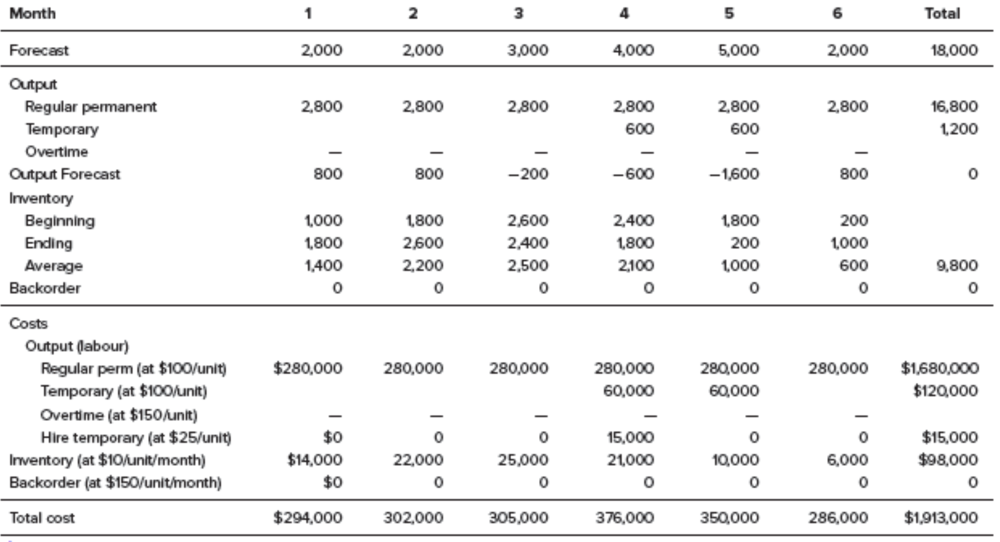 Month 1 2 3 4 5 6 Total
Forecast 2,000 2,000 3,000 4,000 5,000 2,000 18,000
Output
Regular permanent 2,800 2,800 2,800 2,800 2,800 2,800 16,800
Temporary 600 600 1,200
Overtime — — — — — —
Output Forecast 800 800 −200 −600 −1,600 800 0
Inventory
Beginning 1,000 1,800 2,600 2,400 1,800 200
Ending 1,800 2,600 2,400 1,800 200 1,000
Average 1,400 2,200 2,500 2,100 1,000 600 9,800
Backorder 0 0 0 0 0 0 0
Costs
Output (labour)
Regular perm (at $100/unit) $280,000 280,000 280,000 280,000 280,000 280,000 $1,680,000
Temporary (at $100/unit) 60,000 60,000 $120,000
Overtime (at $150/unit) — — — — — —
Hire temporary (at $25/unit) $0 0 0 15,000 0 0 $15,000
Inventory (at $10/unit/month) $14,000 22,000 25,000 21,000 10,000 6,000 $98,000
Backorder (at $150/unit/month) $0 0 0 0 0 0 0
Total cost $294,000 302,000 305,000 376,000 350,000 286,000 $1,913,000